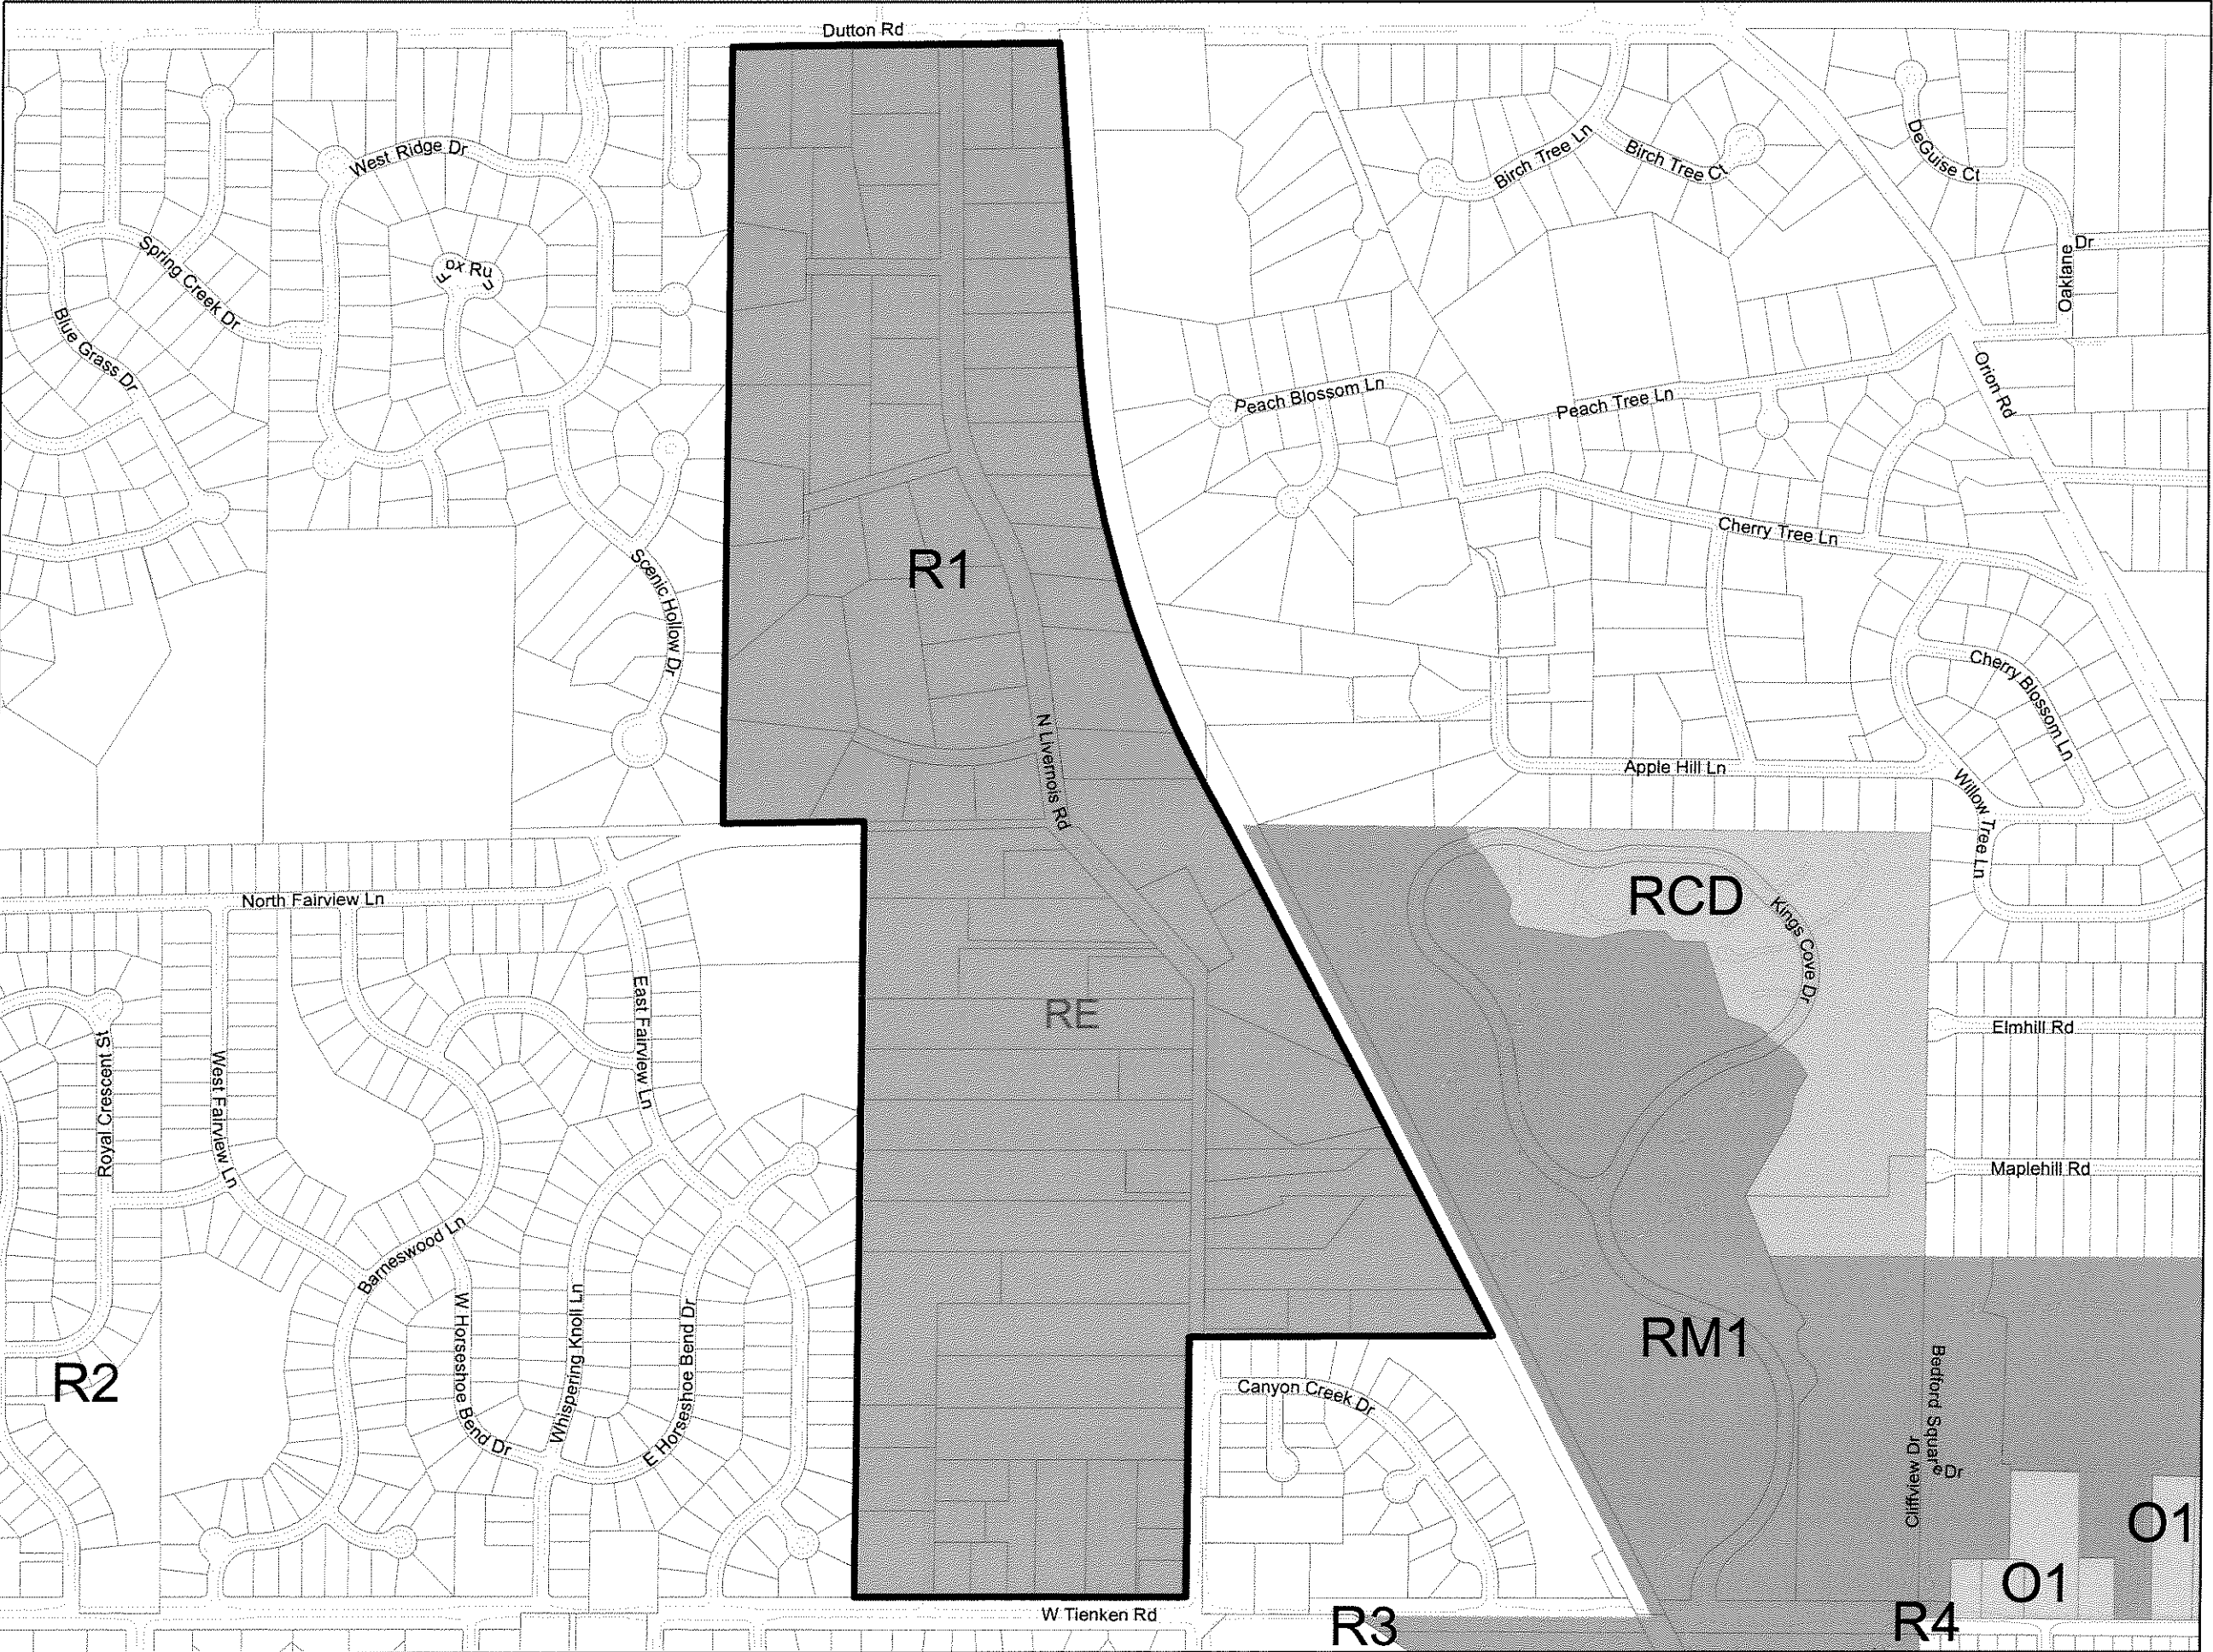 Dutton Rd
West Ridge Dr
Birch Tree Ln
Birch Tree Ct
DeGuise Ct
Spring Creek Dr
Fox Run
Oaklane Dr
Blue Grass Dr
Peach Blossom Ln
Peach Tree Ln
Orion Rd
Cherry Tree Ln
R1
Scenic Hollow Dr
Cherry Blossom Ln
N Livernois Rd
Apple Hill Ln
Willow Tree Ln
North Fairview Ln
RCD
Kings Cove Dr
RE
East Fairview Ln
Elmhill Rd
Royal Crescent St
West Fairview Ln
Maplehill Rd
Barneswood Ln
W Horseshoe Bend Dr
Whispering Knoll Ln
E Horseshoe Bend Dr
RM1
R2
Canyon Creek Dr
Bedford Square Dr
Cliffview Dr
O1
O1
W Tienken Rd
R3
R4